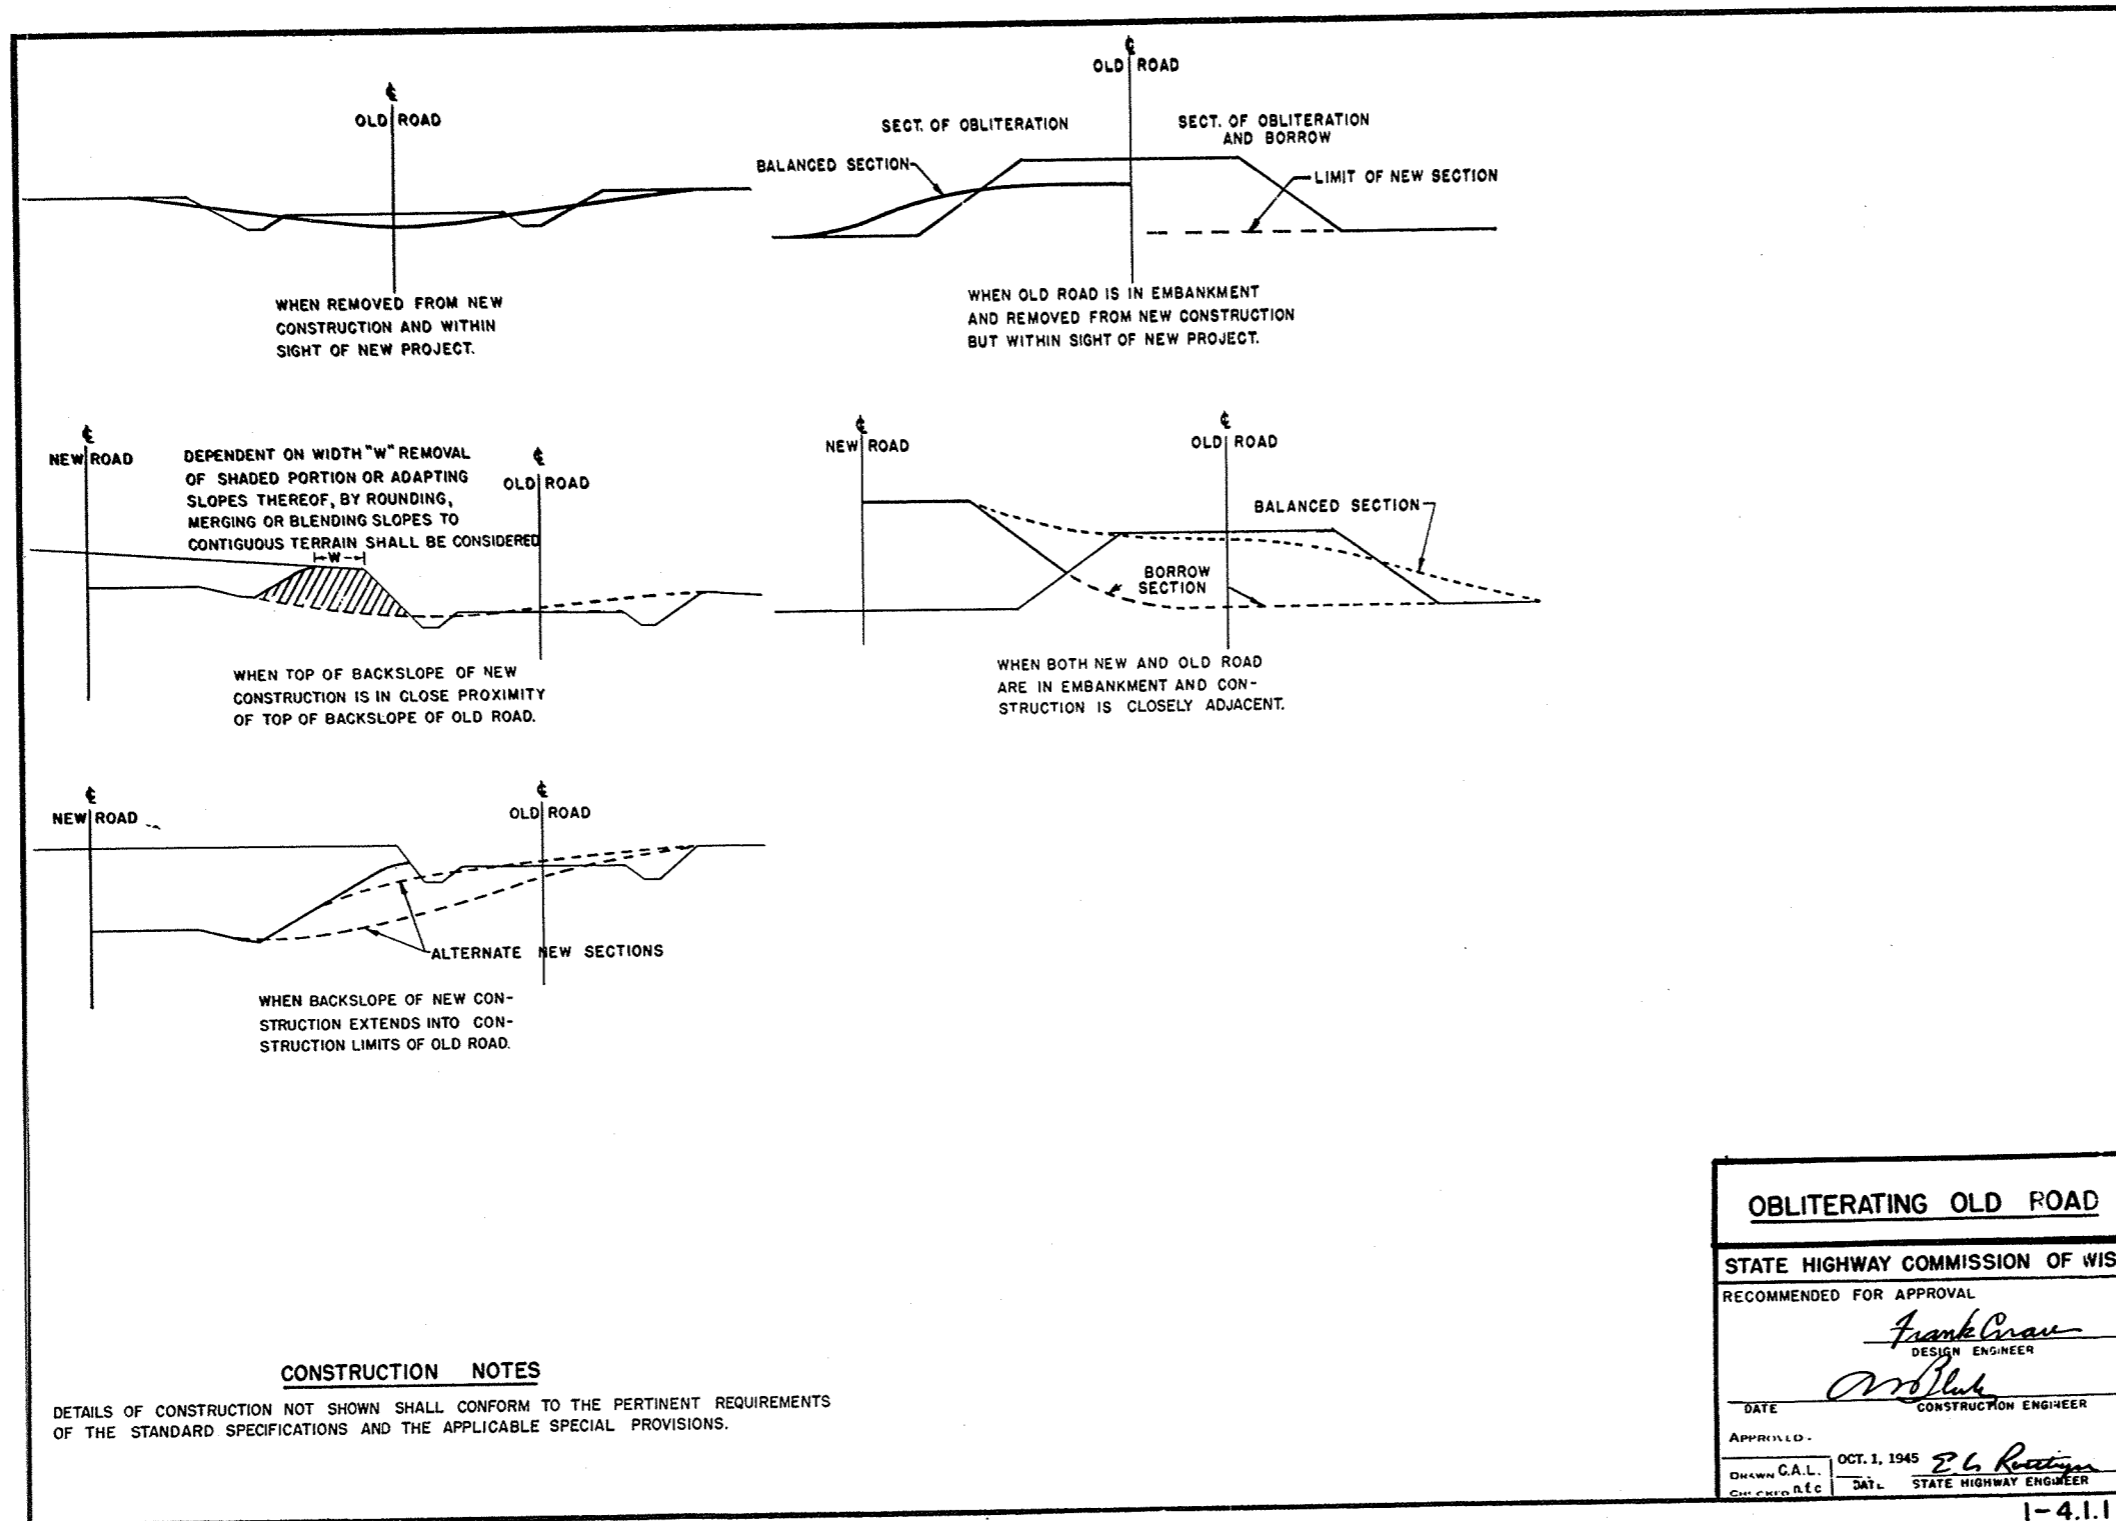 ℄
OLD ROAD
WHEN REMOVED FROM NEW
CONSTRUCTION AND WITHIN
SIGHT OF NEW PROJECT.
℄
OLD ROAD
SECT. OF OBLITERATION
SECT. OF OBLITERATION
AND BORROW
BALANCED SECTION
LIMIT OF NEW SECTION
WHEN OLD ROAD IS IN EMBANKMENT
AND REMOVED FROM NEW CONSTRUCTION
BUT WITHIN SIGHT OF NEW PROJECT.
℄
NEW ROAD
DEPENDENT ON WIDTH "W" REMOVAL
OF SHADED PORTION OR ADAPTING
SLOPES THEREOF, BY ROUNDING,
MERGING OR BLENDING SLOPES TO
CONTIGUOUS TERRAIN SHALL BE CONSIDERED
W
℄
OLD ROAD
WHEN TOP OF BACKSLOPE OF NEW
CONSTRUCTION IS IN CLOSE PROXIMITY
OF TOP OF BACKSLOPE OF OLD ROAD.
℄
NEW ROAD
℄
OLD ROAD
BALANCED SECTION
BORROW
SECTION
WHEN BOTH NEW AND OLD ROAD
ARE IN EMBANKMENT AND CON-
STRUCTION IS CLOSELY ADJACENT.
℄
NEW ROAD
℄
OLD ROAD
ALTERNATE NEW SECTIONS
WHEN BACKSLOPE OF NEW CON-
STRUCTION EXTENDS INTO CON-
STRUCTION LIMITS OF OLD ROAD.
CONSTRUCTION NOTES
DETAILS OF CONSTRUCTION NOT SHOWN SHALL CONFORM TO THE PERTINENT REQUIREMENTS
OF THE STANDARD SPECIFICATIONS AND THE APPLICABLE SPECIAL PROVISIONS.
OBLITERATING OLD ROAD
STATE HIGHWAY COMMISSION OF WIS
RECOMMENDED FOR APPROVAL
Frank
DESIGN ENGINEER
DATE
CONSTRUCTION ENGINEER
APPROVED-
OCT. 1, 1945
DRAWN C.A.L.
DATE
STATE HIGHWAY ENGINEER
CHECKED
1-4.1.1